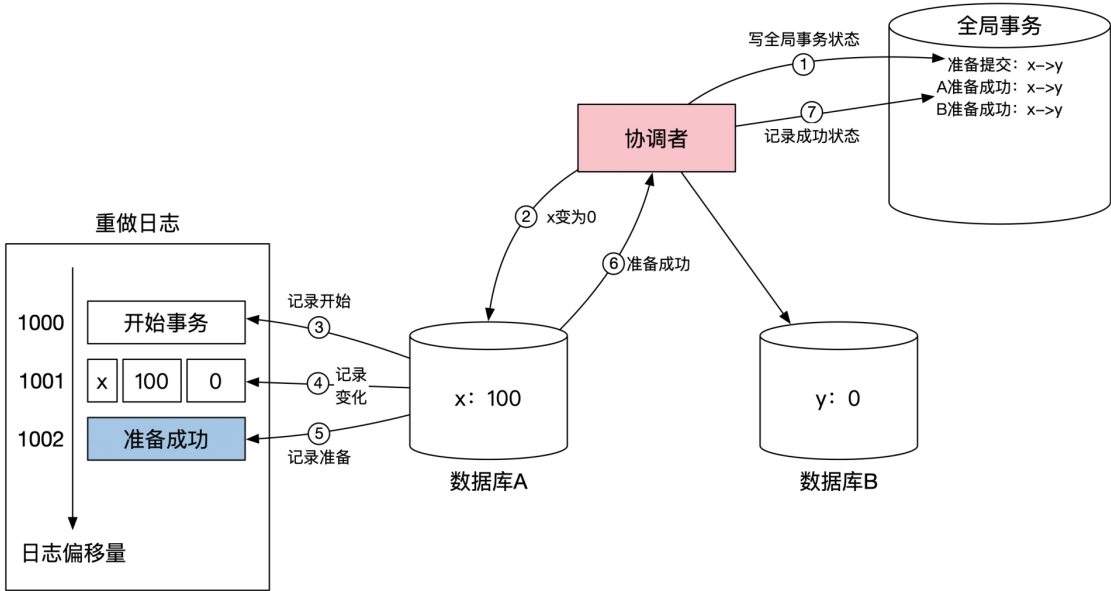 全局事务
写全局事务状态
①
准备提交：x->y
A准备成功：x->y
B准备成功：x->y
⑦
记录成功状态
协调者
② x变为0
⑥ 准备成功
重做日志
1000 开始事务
记录开始
③
1001 x 100 0
④ 记录
变化
1002 准备成功
⑤
记录准备
日志偏移量
x：100
数据库A
y：0
数据库B